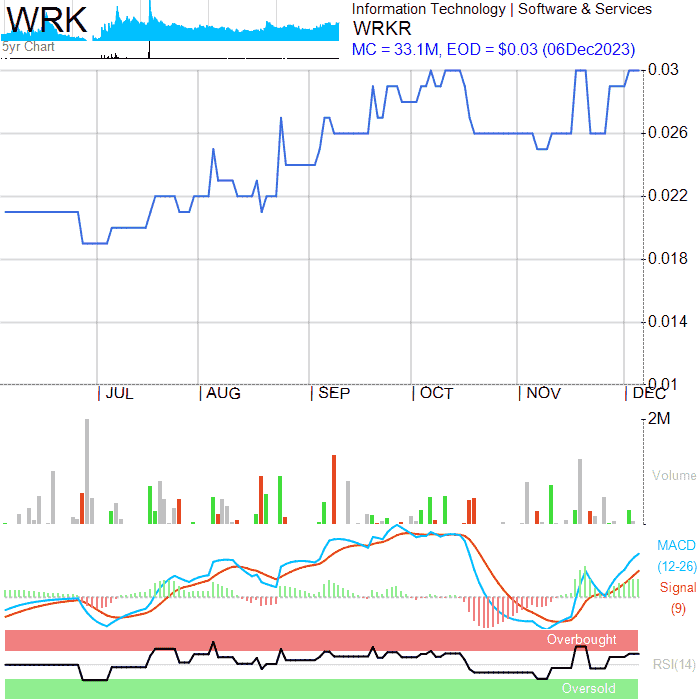 WRK
5yr Chart
Information Technology | Software & Services
WRKR
MC = 33.1M, EOD = $0.03 (06Dec2023)
0.03
0.026
0.022
0.018
0.014
0.01
JUL
AUG
SEP
OCT
NOV
DEC
2M
Volume
MACD
(12-26)
Signal
(9)
Overbought
RSI(14)
Oversold